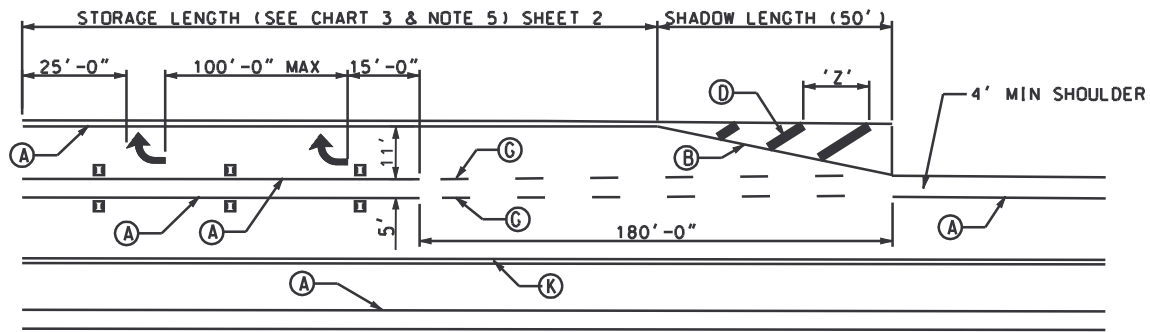 STORAGE LENGTH (SEE CHART 3 & NOTE 5) SHEET 2
SHADOW LENGTH (50')
25'-0"
100'-0" MAX
15'-0"
'Z'
D
4' MIN SHOULDER
A
11'
G
B
A
A
5'
G
180'-0"
A
A
K